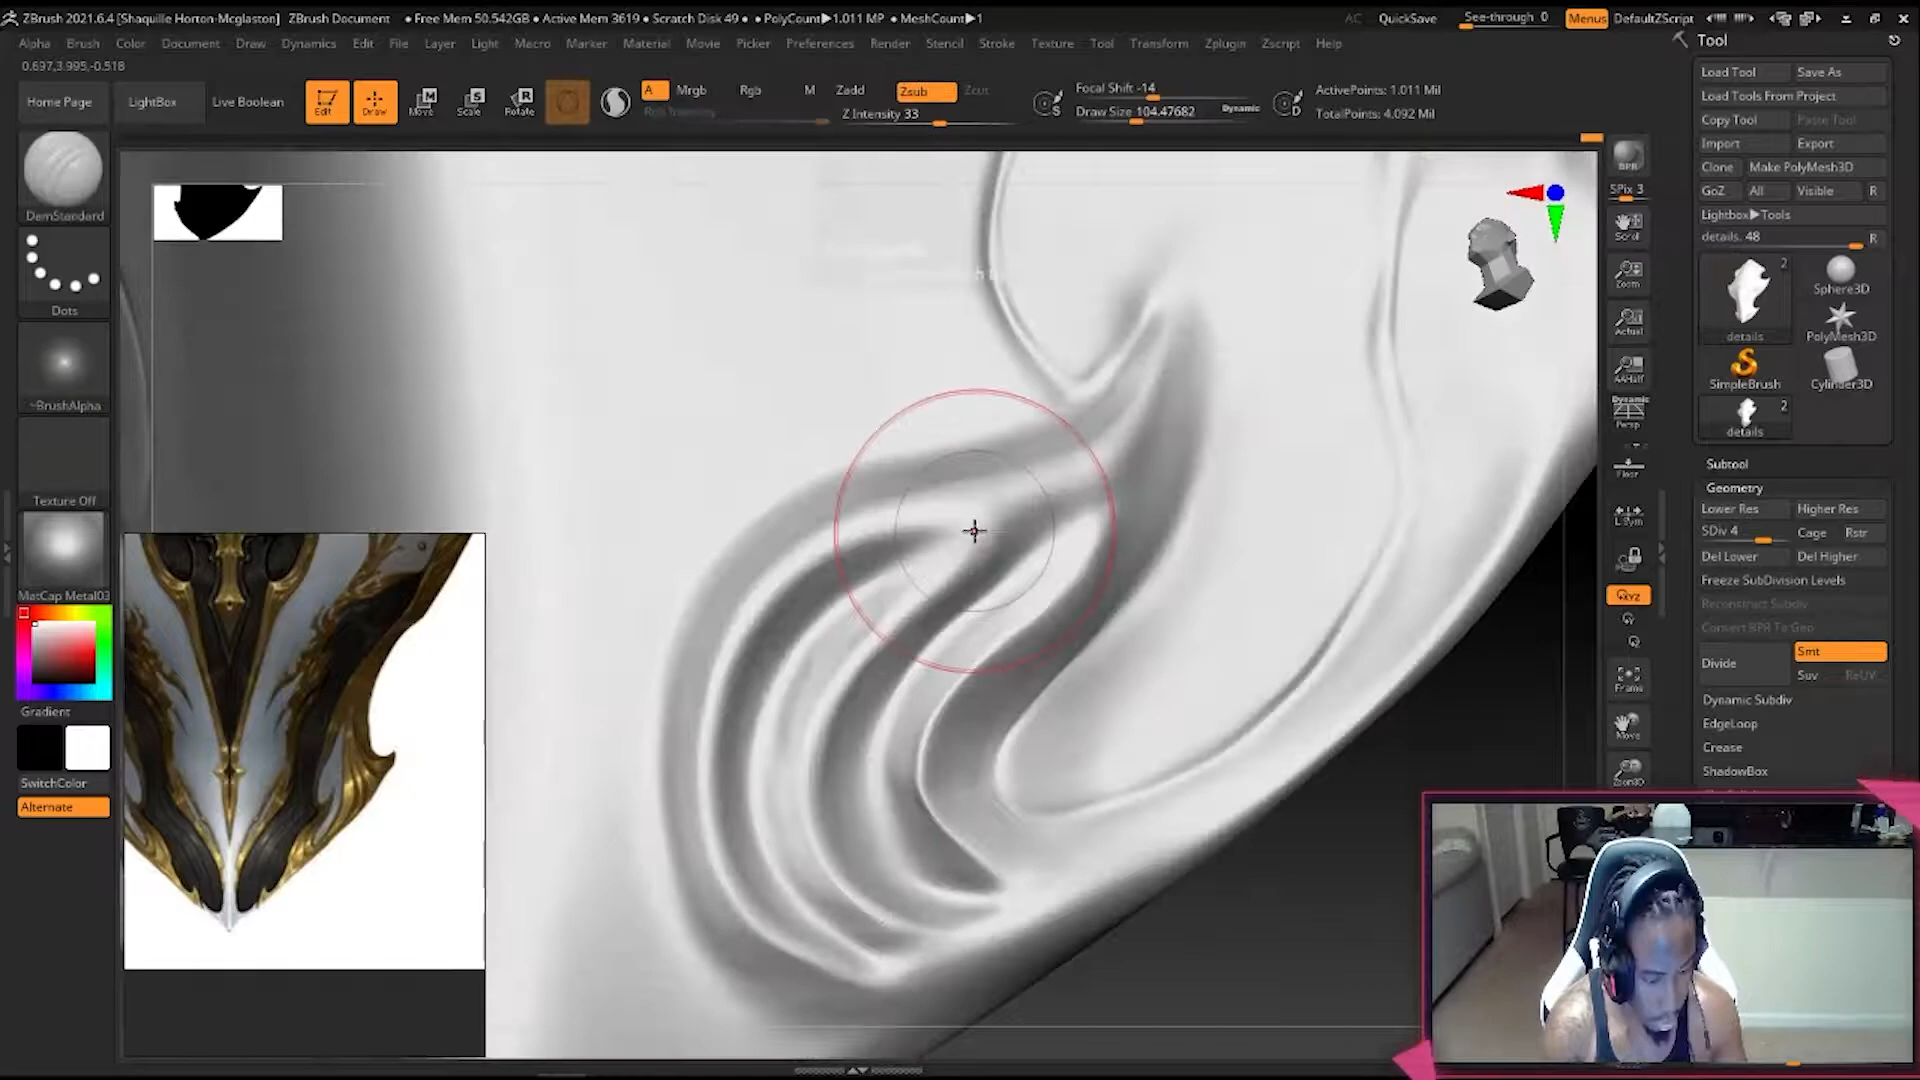 ZBrush 2021.6.4 [Shaquille Horton-Mcglaston] ZBrush Document • Free Mem 50.542GB • Active Mem 3619 • Scratch Disk 49 • • PolyCount▶1.011 MP • MeshCount▶1
AC QuickSave See-through 0 Menus DefaultZScript
Alpha Brush Color Document Draw Dynamics Edit File Layer Light Macro Marker Material Movie Picker Preferences Render Stencil Stroke Texture Tool Transform Zplugin Zscript Help
Tool
0.697,3.995,-0.518
Home Page LightBox Live Boolean Edit Draw Move Scale Rotate
A Mrgb Rgb M Zadd Zsub Zcut
Rgb Intensity Z Intensity 33
S Focal Shift -14
Draw Size 104.47682 Dynamic D
ActivePoints: 1.011 Mil
TotalPoints: 4.092 Mil
DamStandard
Dots
~BrushAlpha
Texture Off
MatCap Metal03
Gradient
SwitchColor
Alternate
BPR
SPix 3
Scroll
Zoom
Actual
AAHalf
Dynamic
Persp
Floor
L.Sym
XYZ
Frame
Move
Zoom3D
Load Tool Save As
Load Tools From Project
Copy Tool Paste Tool
Import Export
Clone Make PolyMesh3D
GoZ All Visible R
Lightbox▶Tools
details. 48 R
2
details
Sphere3D
PolyMesh3D
SimpleBrush
Cylinder3D
2
details
Subtool
Geometry
Lower Res Higher Res
SDiv 4 Cage Rstr
Del Lower Del Higher
Freeze SubDivision Levels
Reconstruct Subdiv
Convert BPR To Geo
Divide Smt
Suv ReUV
Dynamic Subdiv
EdgeLoop
Crease
ShadowBox